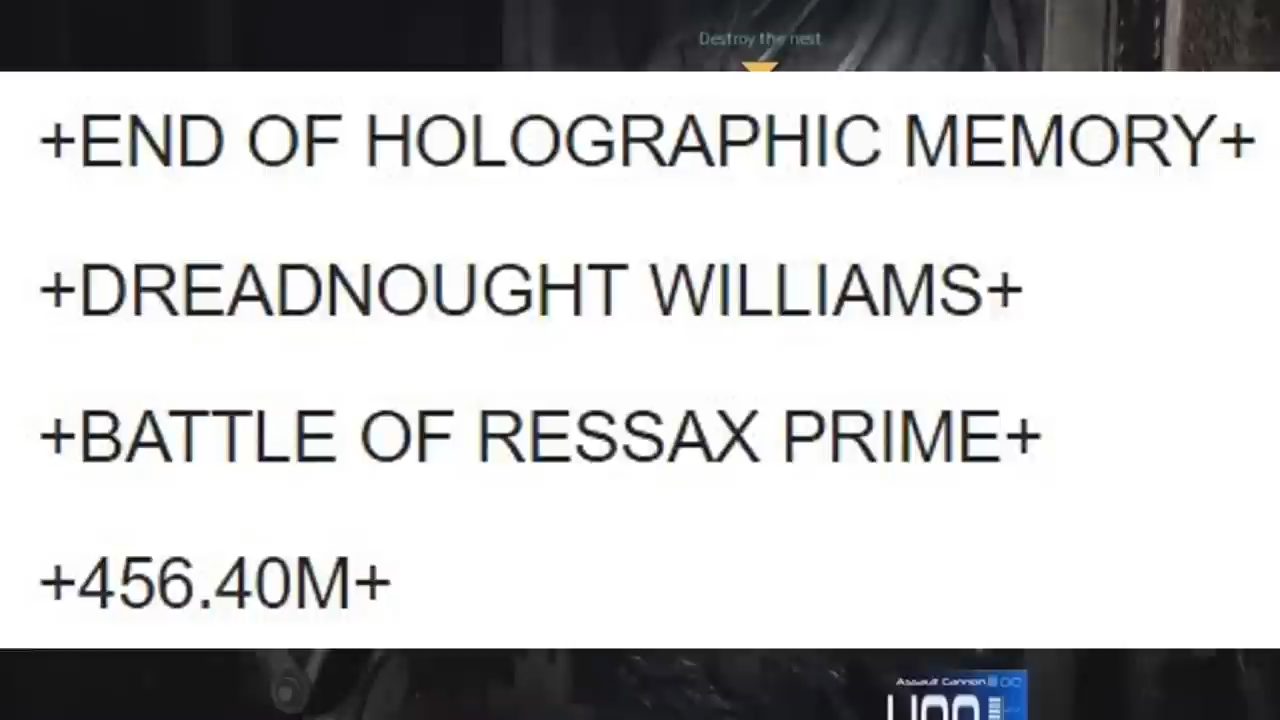 Destroy the nest
+END OF HOLOGRAPHIC MEMORY+
+DREADNOUGHT WILLIAMS+
+BATTLE OF RESSAX PRIME+
+456.40M+
Assault Cannon